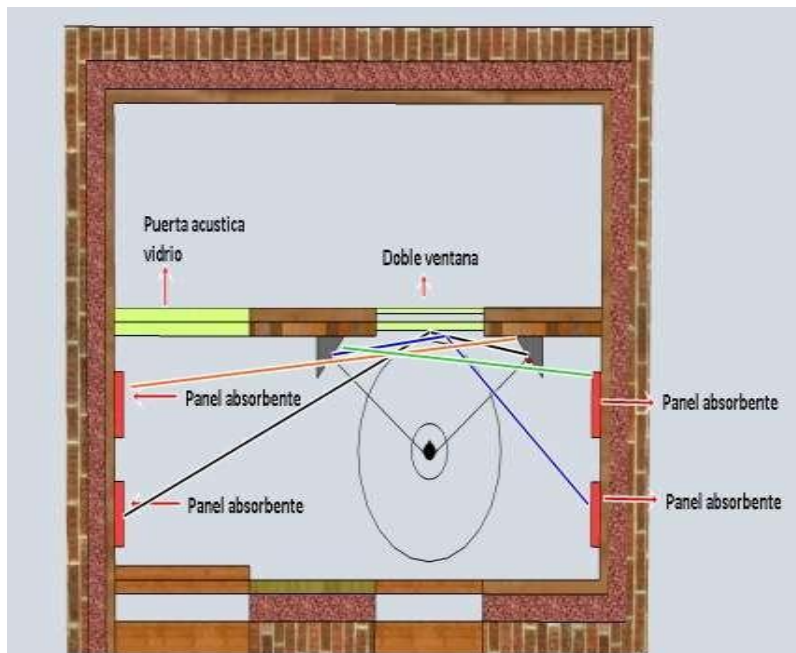 Puerta acustica
vidrio
Doble ventana
Panel absorbente
Panel absorbente
Panel absorbente
Panel absorbente